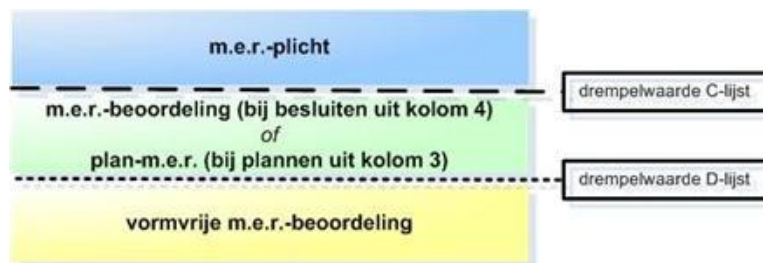 m.e.r.-plicht
drempelwaarde C-lijst
m.e.r.-beoordeling (bij besluiten uit kolom 4)
of
plan-m.e.r. (bij plannen uit kolom 3)
drempelwaarde D-lijst
vormvrije m.e.r.-beoordeling